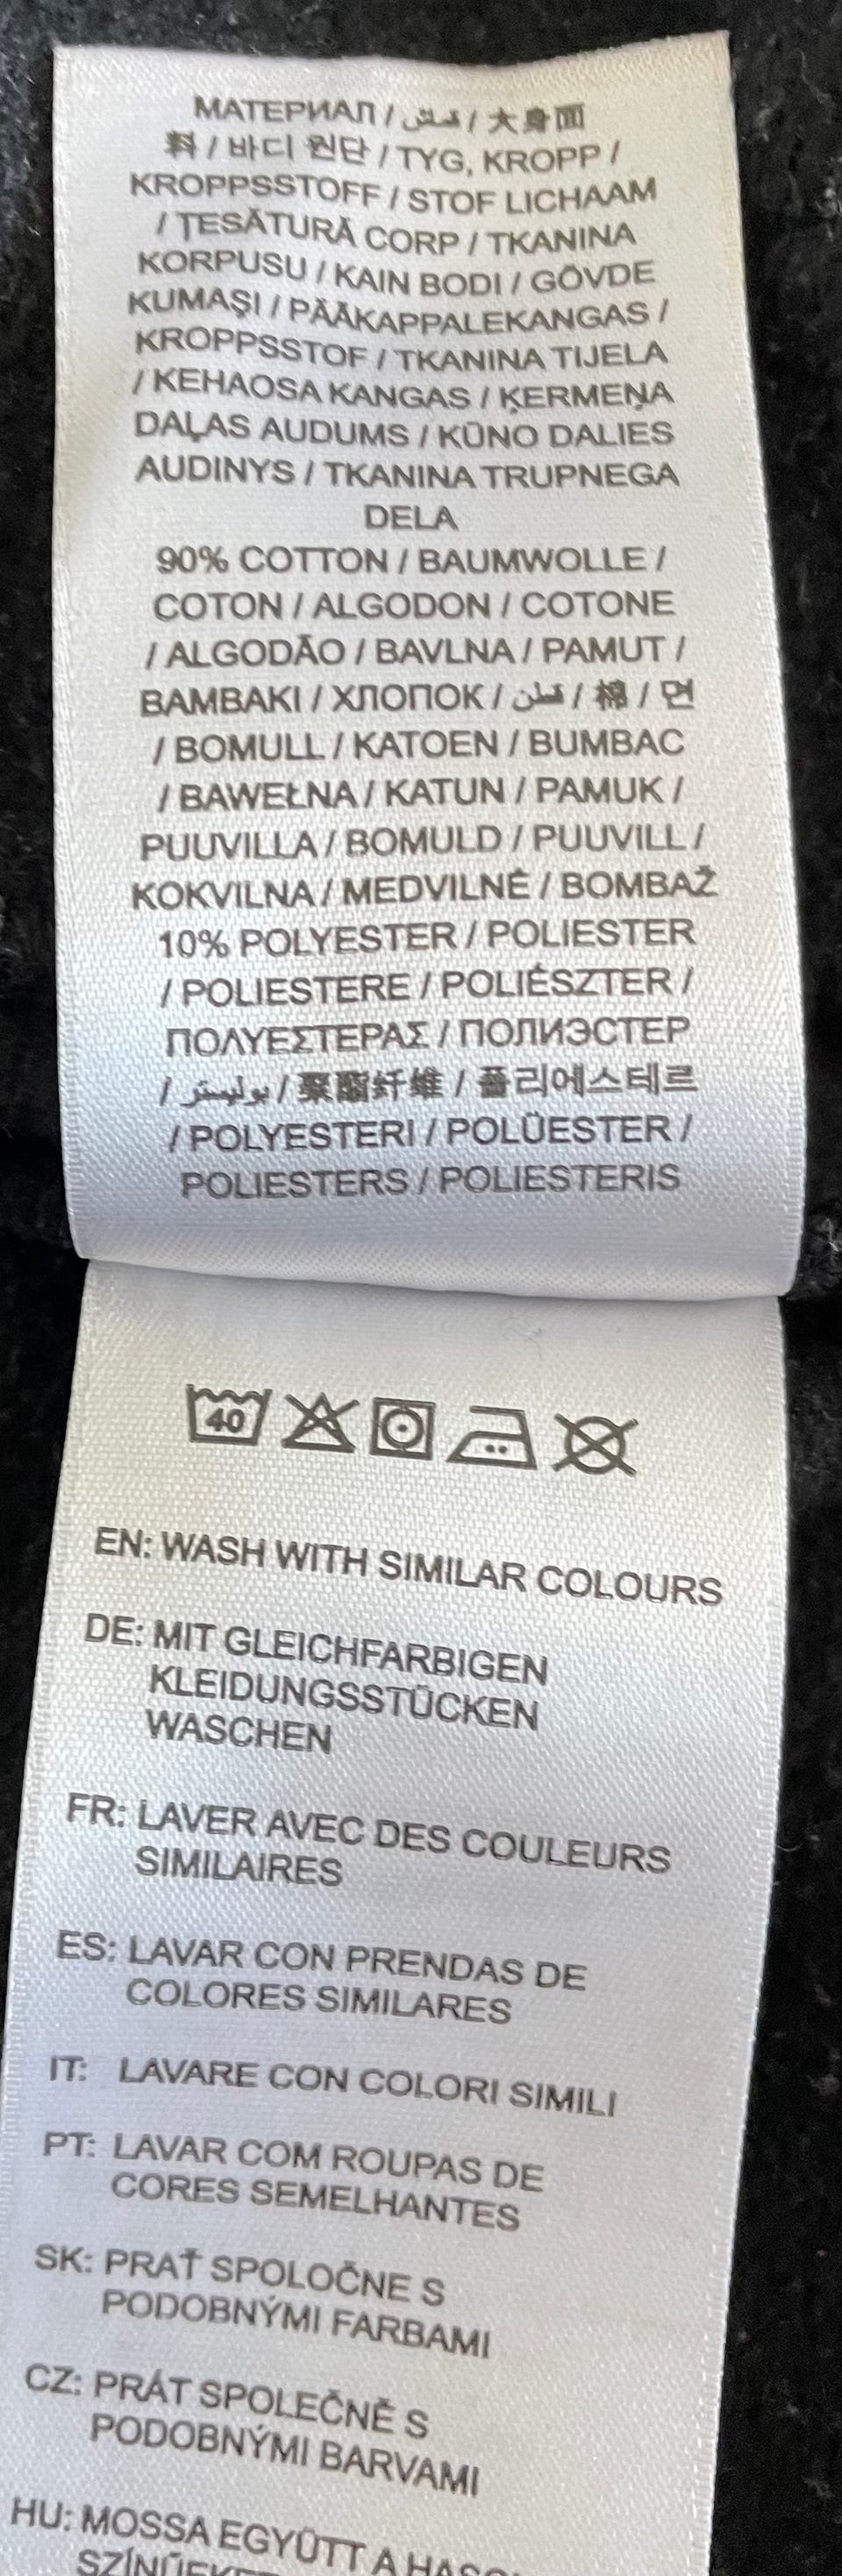 МАТЕРИАЛ / قماش / 大身面
料 / 바디 원단 / TYG, KROPP /
KROPPSSTOFF / STOF LICHAAM
/ ȚESĂTURĂ CORP / TKANINA
KORPUSU / KAIN BODI / GÖVDE
KUMAŞI / PÄÄKAPPALEKANGAS /
KROPPSSTOF / TKANINA TIJELA
/ KEHAOSA KANGAS / ĶERMEŅA
DAĻAS AUDUMS / KŪNO DALIES
AUDINYS / TKANINA TRUPNEGA
DELA
90% COTTON / BAUMWOLLE /
COTON / ALGODON / COTONE
/ ALGODÃO / BAVLNA / PAMUT /
BAMBAKI / ХЛОПОК / قطن / 棉 / 면
/ BOMULL / KATOEN / BUMBAC
/ BAWEŁNA / KATUN / PAMUK /
PUUVILLA / BOMULD / PUUVILL /
KOKVILNA / MEDVILNĖ / BOMBAŽ
10% POLYESTER / POLIESTER
/ POLIESTERE / POLIÉSZTER /
ΠΟΛΥΕΣΤΕΡΑΣ / ПОЛИЭСТЕР
/ بوليستر / 聚酯纤维 / 폴리에스테르
/ POLYESTERI / POLÜESTER /
POLIESTERS / POLIESTERIS
40
EN: WASH WITH SIMILAR COLOURS
DE: MIT GLEICHFARBIGEN
KLEIDUNGSSTÜCKEN
WASCHEN
FR: LAVER AVEC DES COULEURS
SIMILAIRES
ES: LAVAR CON PRENDAS DE
COLORES SIMILARES
IT: LAVARE CON COLORI SIMILI
PT: LAVAR COM ROUPAS DE
CORES SEMELHANTES
SK: PRAŤ SPOLOČNE S
PODOBNÝMI FARBAMI
CZ: PRÁT SPOLEČNĚ S
PODOBNÝMI BARVAMI
HU: MOSSA EGYÜTT A